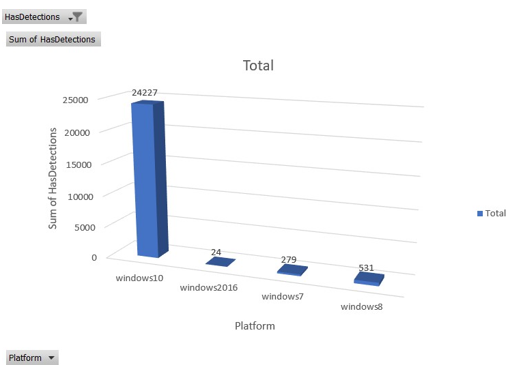 HasDetections
Sum of HasDetections
Total
25000
20000
15000
10000
5000
0
Sum of HasDetections
24227
24
279
531
windows10
windows2016
windows7
windows8
Platform
Total
Platform